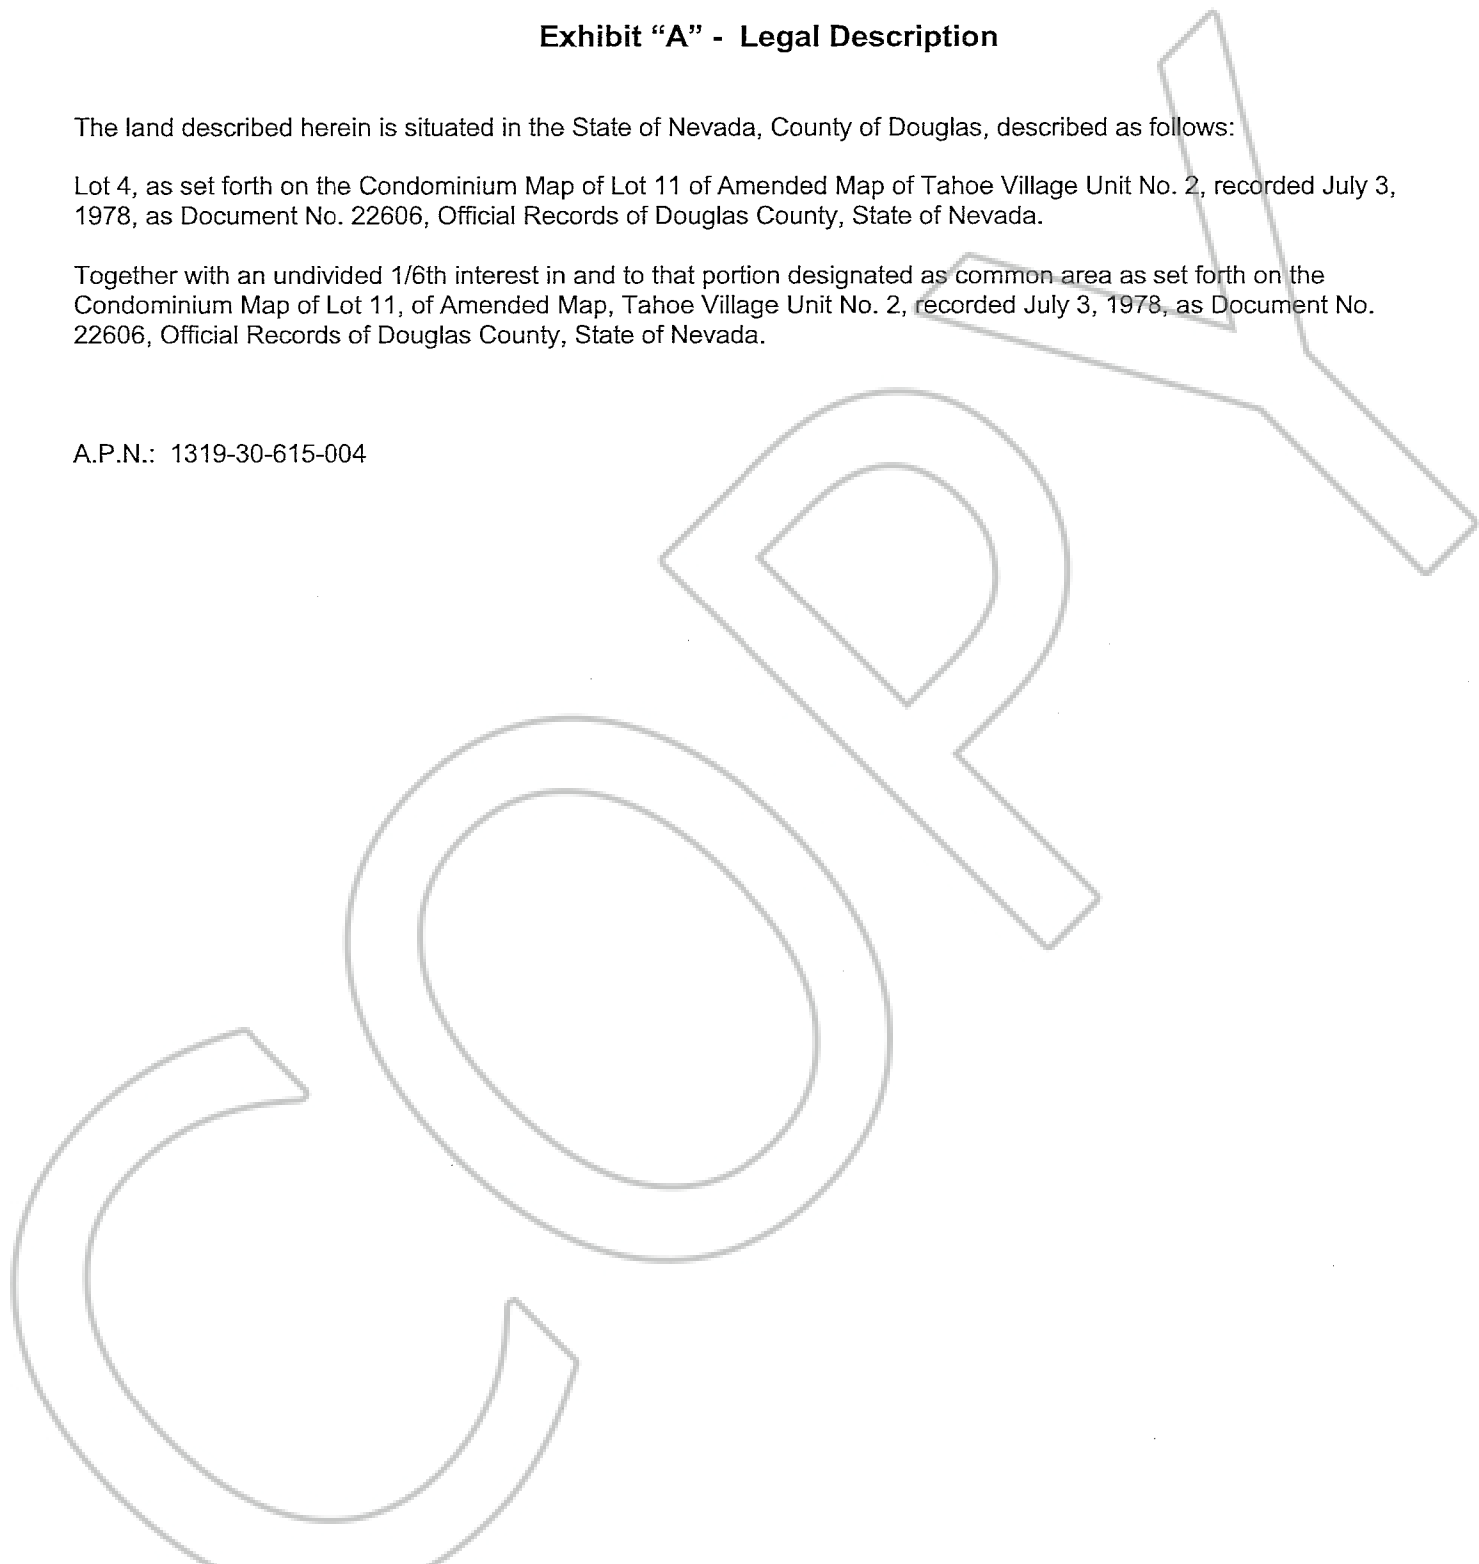 Exhibit “A” - Legal Description
The land described herein is situated in the State of Nevada, County of Douglas, described as follows:
Lot 4, as set forth on the Condominium Map of Lot 11 of Amended Map of Tahoe Village Unit No. 2, recorded July 3,
1978, as Document No. 22606, Official Records of Douglas County, State of Nevada.
Together with an undivided 1/6th interest in and to that portion designated as common area as set forth on the
Condominium Map of Lot 11, of Amended Map, Tahoe Village Unit No. 2, recorded July 3, 1978, as Document No.
22606, Official Records of Douglas County, State of Nevada.
A.P.N.: 1319-30-615-004
COPY